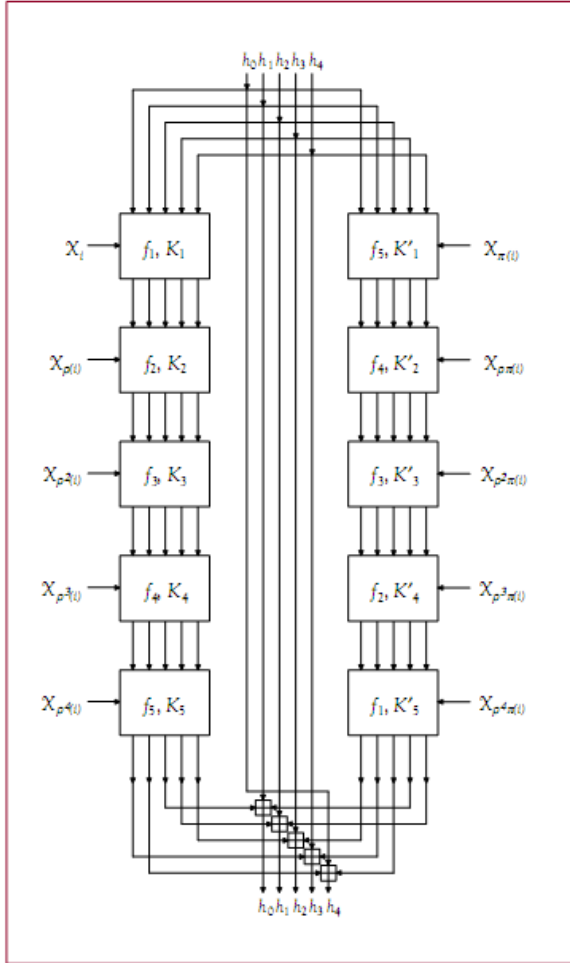 h₀ h₁ h₂ h₃ h₄
X_i f₁, K₁ f₅, K'₁ X_π(i)
X_ρ(i) f₂, K₂ f₄, K'₂ X_ρπ(i)
X_ρ²(i) f₃, K₃ f₃, K'₃ X_ρ²π(i)
X_ρ³(i) f₄, K₄ f₂, K'₄ X_ρ³π(i)
X_ρ⁴(i) f₅, K₅ f₁, K'₅ X_ρ⁴π(i)
h₀ h₁ h₂ h₃ h₄